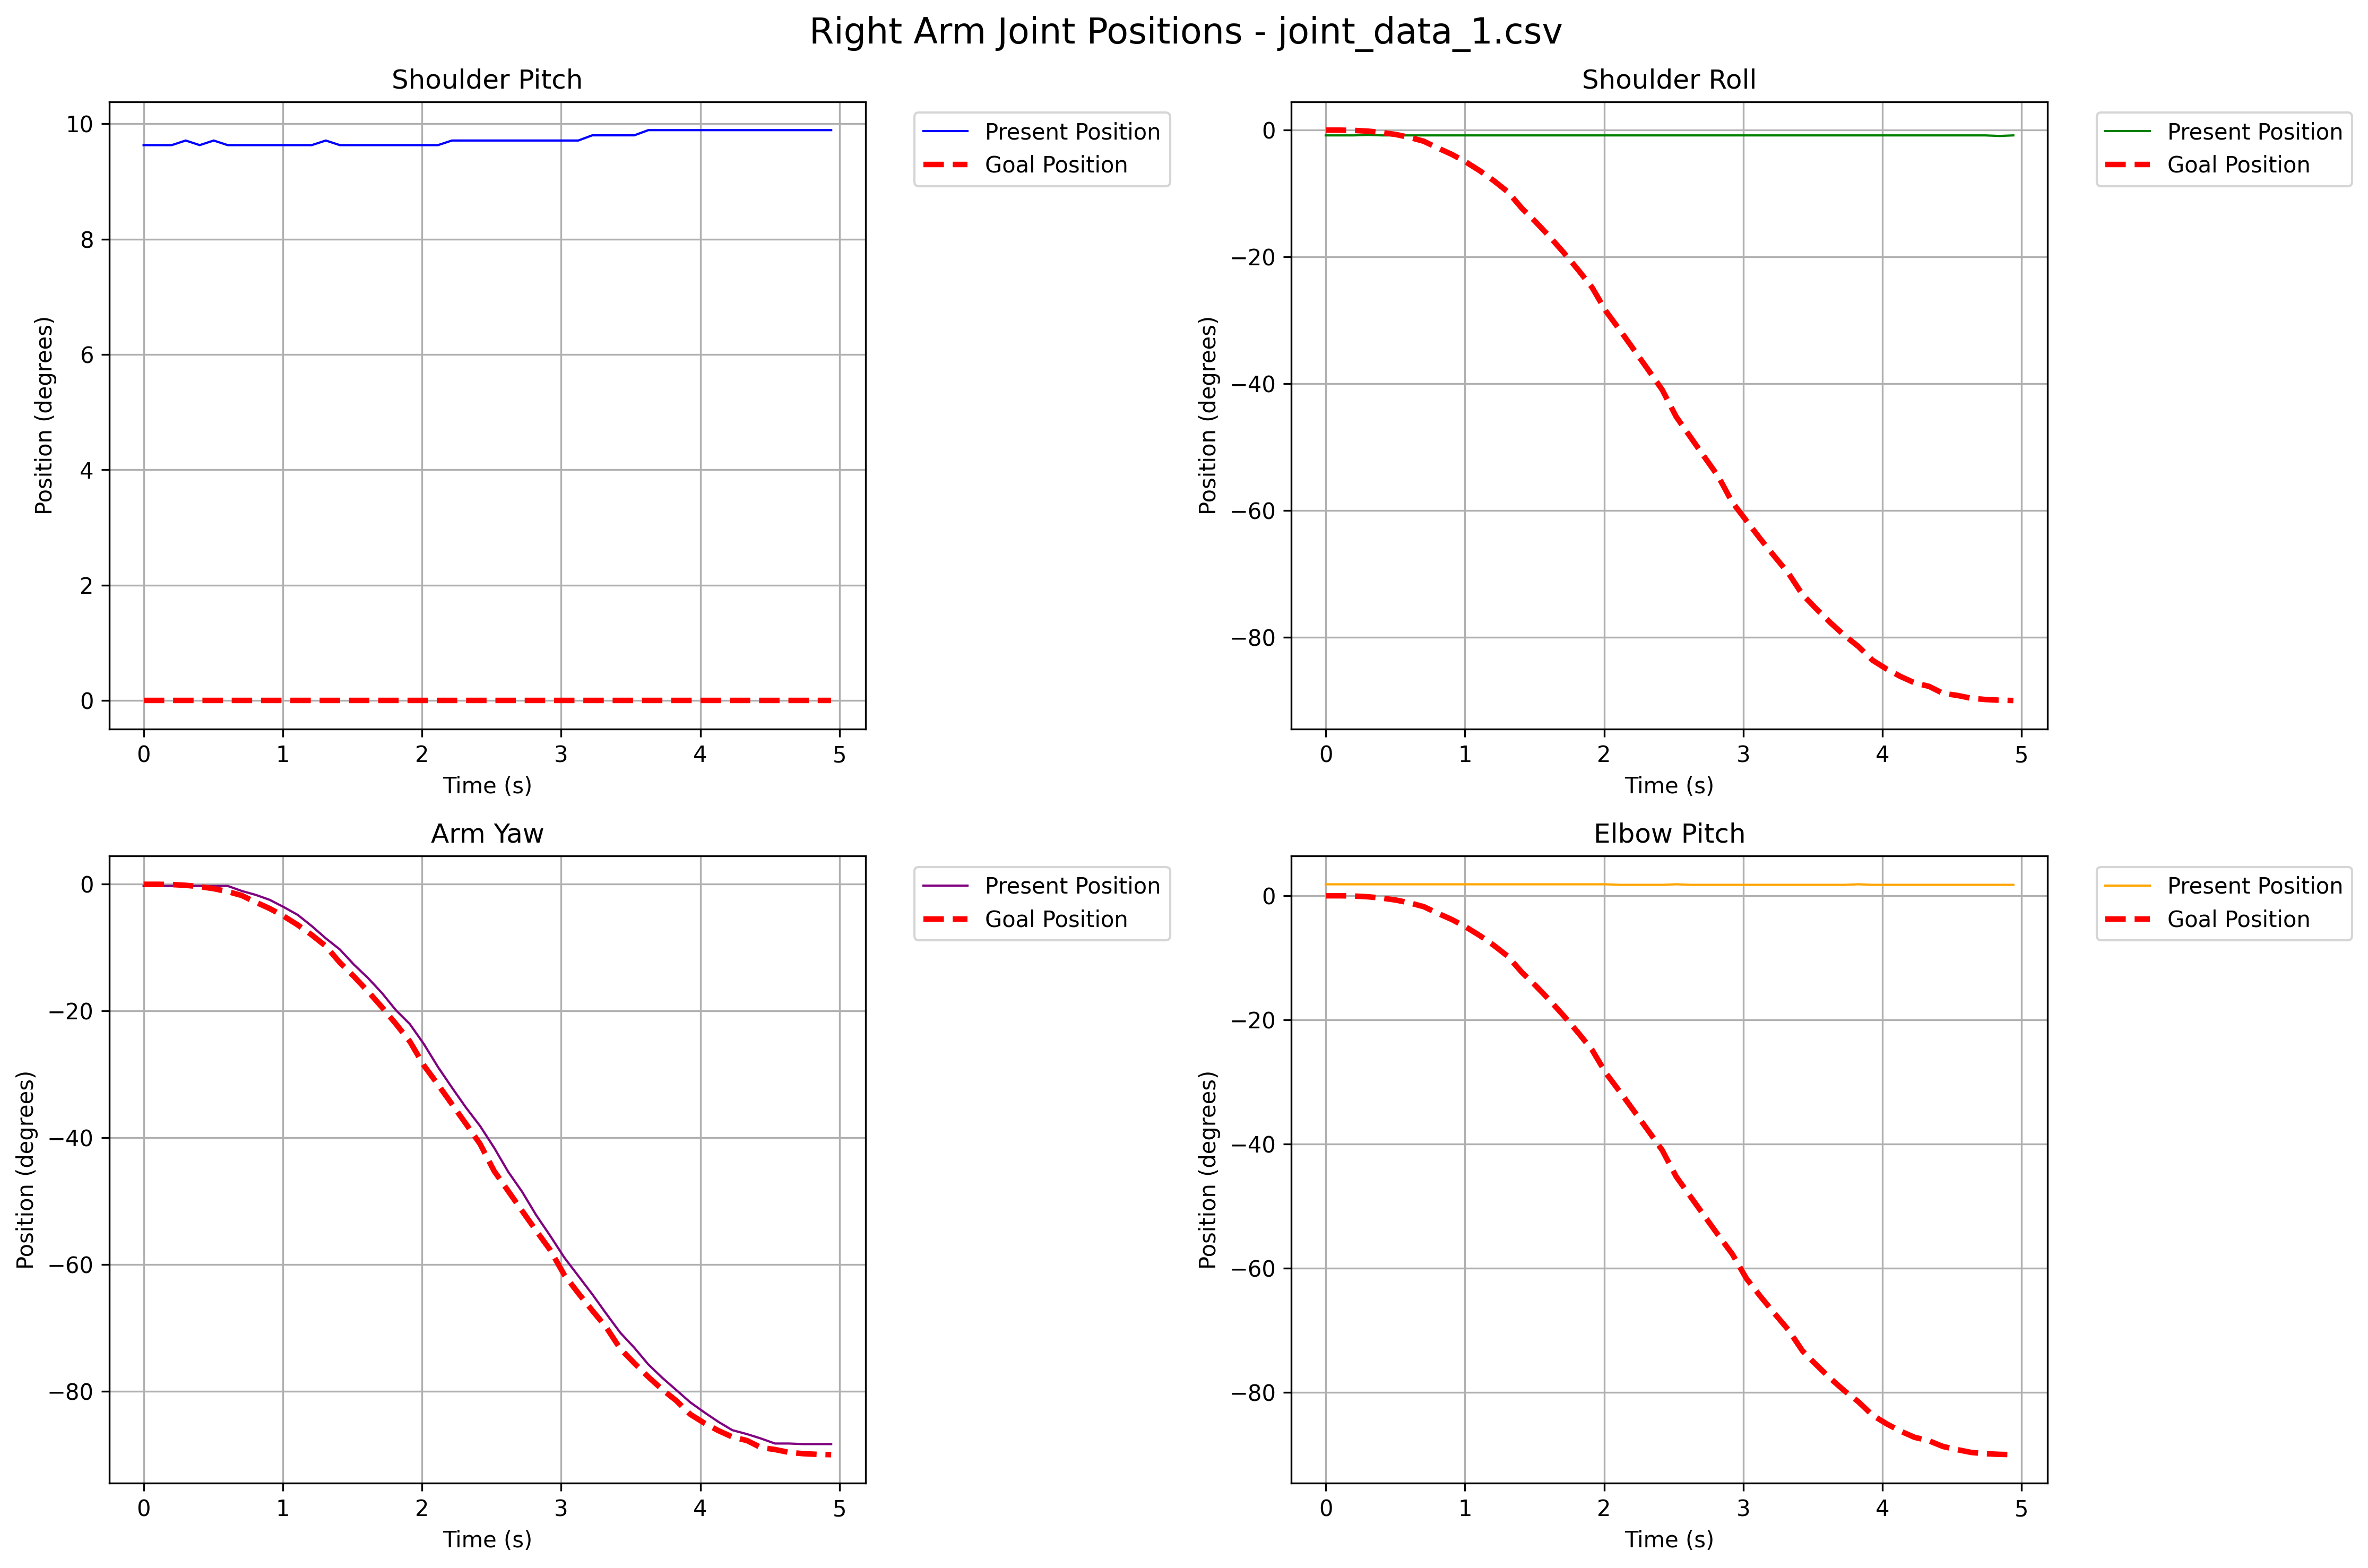 Right Arm Joint Positions - joint_data_1.csv
Shoulder Pitch
Position (degrees)
10
8
6
4
2
0
0 1 2 3 4 5
Time (s)
Present Position
Goal Position
Shoulder Roll
Position (degrees)
0
−20
−40
−60
−80
0 1 2 3 4 5
Time (s)
Present Position
Goal Position
Arm Yaw
Position (degrees)
0
−20
−40
−60
−80
0 1 2 3 4 5
Time (s)
Present Position
Goal Position
Elbow Pitch
Position (degrees)
0
−20
−40
−60
−80
0 1 2 3 4 5
Time (s)
Present Position
Goal Position